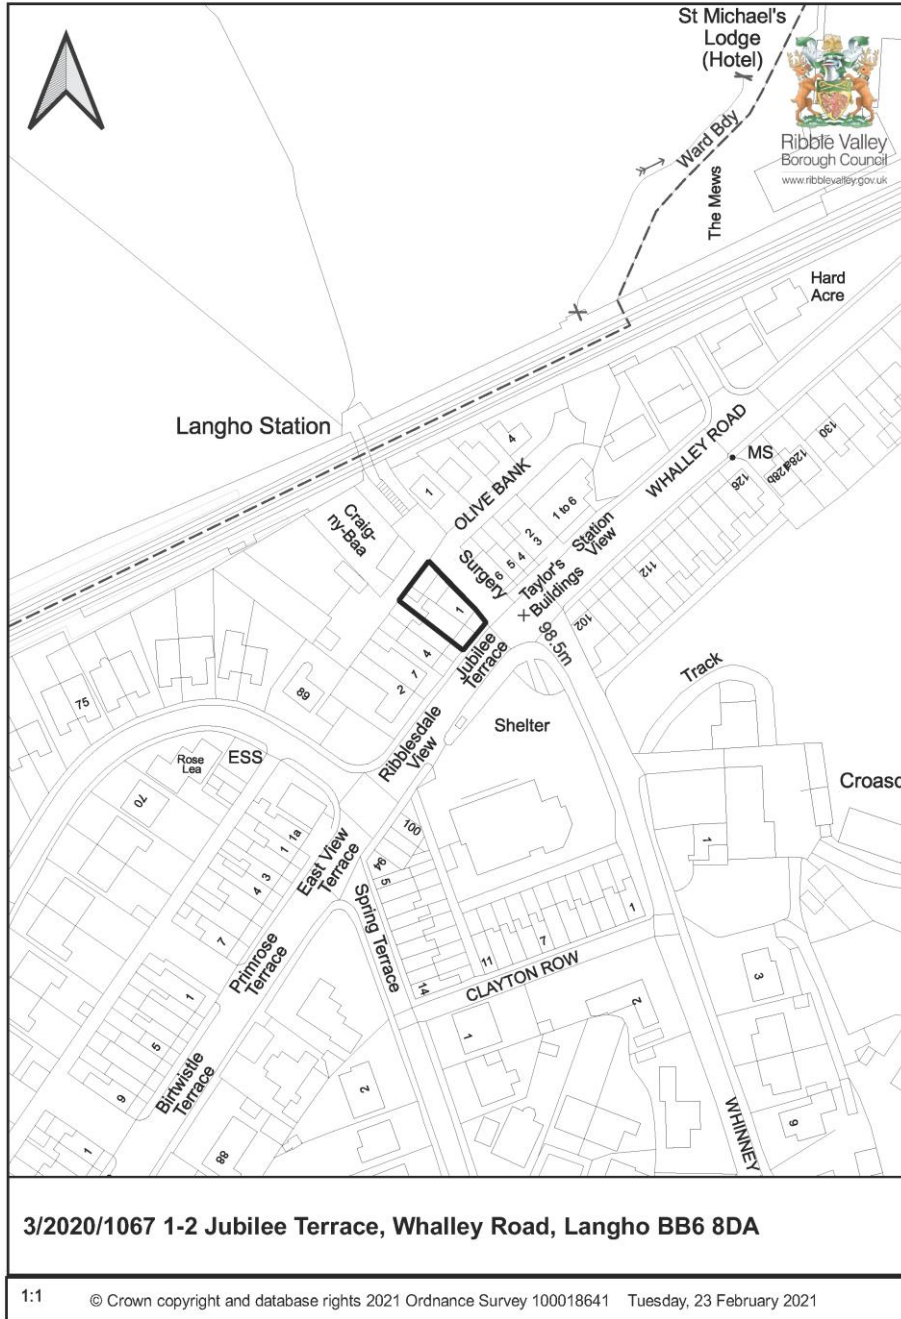 St Michael's
Lodge
(Hotel)
Ribble Valley
Borough Council
www.ribblevalley.gov.uk
Ward Bdy
The Mews
Hard
Acre
Langho Station
4
1
OLIVE BANK
WHALLEY ROAD
MS
130
128a
128b
126
Craig-
ny-Baa
1 to 6
2
3
4
5
6
Station
View
Surgery
Taylor's
Buildings
112
102
98.5m
1
Jubilee
Terrace
4
1
2
Track
89
75
Ribblesdale
View
Shelter
Rose
Lea
ESS
70
Croasd
100
94
5
1a
1
3
4
7
East View
Terrace
1
Spring Terrace
1
7
11
14
CLAYTON ROW
Primrose
Terrace
3
2
1
1
5
9
Birtwistle
Terrace
2
WHINNEY
1
88
3/2020/1067 1-2 Jubilee Terrace, Whalley Road, Langho BB6 8DA
1:1 © Crown copyright and database rights 2021 Ordnance Survey 100018641 Tuesday, 23 February 2021